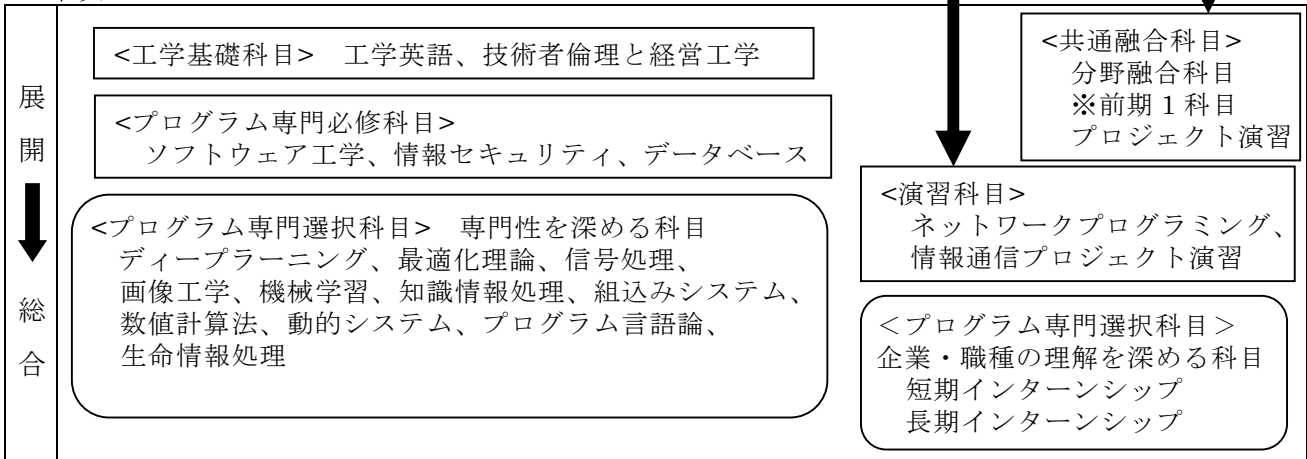 展
開
総
合
<工学基礎科目>　工学英語、技術者倫理と経営工学
<プログラム専門必修科目>
ソフトウェア工学、情報セキュリティ、データベース
<プログラム専門選択科目>　専門性を深める科目
ディープラーニング、最適化理論、信号処理、
画像工学、機械学習、知識情報処理、組込みシステム、
数値計算法、動的システム、プログラム言語論、
生命情報処理
<共通融合科目>
分野融合科目
※前期１科目
プロジェクト演習
<演習科目>
ネットワークプログラミング、
情報通信プロジェクト演習
＜プログラム専門選択科目＞
企業・職種の理解を深める科目
短期インターンシップ
長期インターンシップ